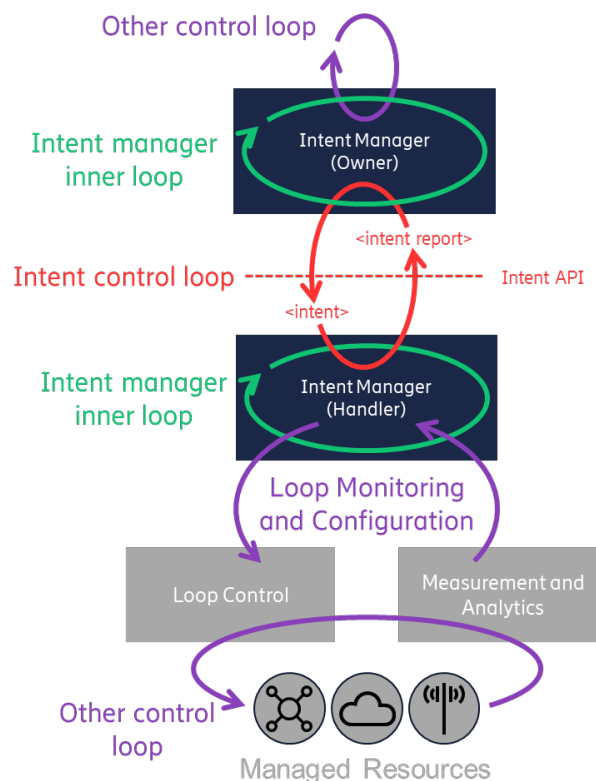 Other control loop
Intent manager
inner loop
Intent Manager
(Owner)
<intent report>
Intent control loop
Intent API
<intent>
Intent manager
inner loop
Intent Manager
(Handler)
Loop Monitoring
and Configuration
Loop Control
Measurement and
Analytics
Other control
loop
Managed Resources